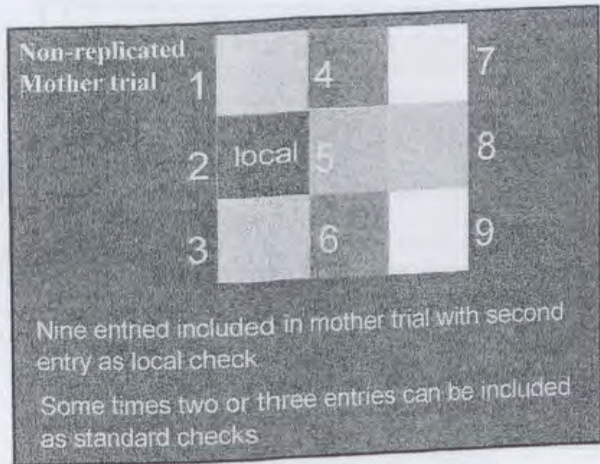 Non-replicated
Mother trial
1 4 7
2 local 5 8
3 6 9
Nine entried included in mother trial with second
entry as local check
Some times two or three entries can be included
as standard checks